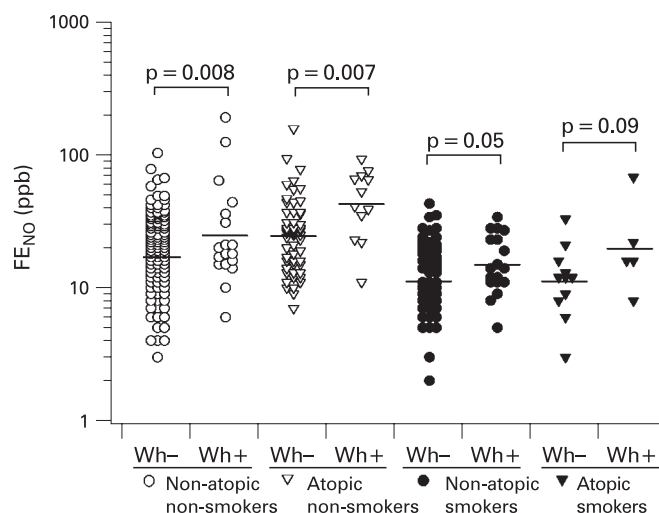 1000
p = 0.008
p = 0.007
100
p = 0.05
p = 0.09
FE_NO (ppb)
10
1
Wh– Wh+ Wh– Wh+ Wh– Wh+ Wh– Wh+
Non-atopic Atopic Non-atopic Atopic
non-smokers non-smokers smokers smokers